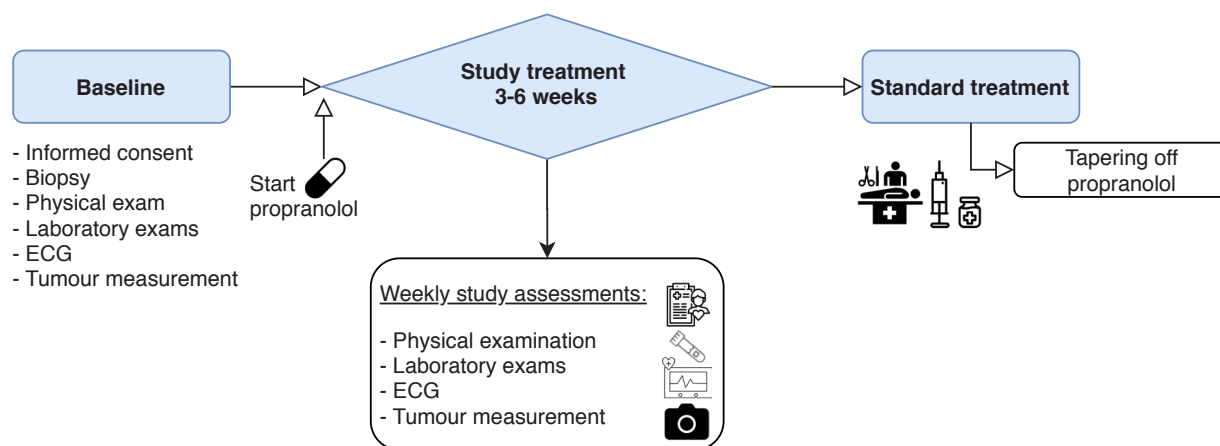 Baseline
- Informed consent
- Biopsy
- Physical exam
- Laboratory exams
- ECG
- Tumour measurement
Start
propranolol
Study treatment
3-6 weeks
Weekly study assessments:
- Physical examination
- Laboratory exams
- ECG
- Tumour measurement
Standard treatment
Tapering off
propranolol